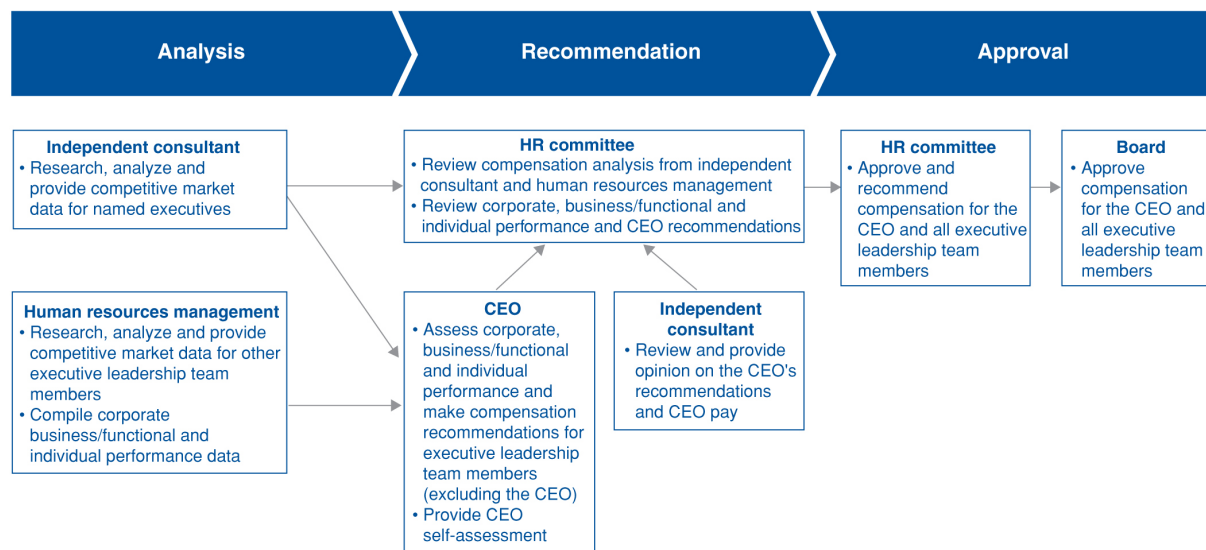 Analysis
Recommendation
Approval
Independent consultant
• Research, analyze and
provide competitive market
data for named executives
Human resources management
• Research, analyze and provide
competitive market data for other
executive leadership team
members
• Compile corporate
business/functional and
individual performance data
HR committee
• Review compensation analysis from independent
consultant and human resources management
• Review corporate, business/functional and
individual performance and CEO recommendations
CEO
• Assess corporate,
business/functional
and individual
performance and
make compensation
recommendations for
executive leadership
team members
(excluding the CEO)
• Provide CEO
self-assessment
Independent
consultant
• Review and provide
opinion on the CEO's
recommendations
and CEO pay
HR committee
• Approve and
recommend
compensation for the
CEO and all executive
leadership team
members
Board
• Approve
compensation
for the CEO and
all executive
leadership team
members